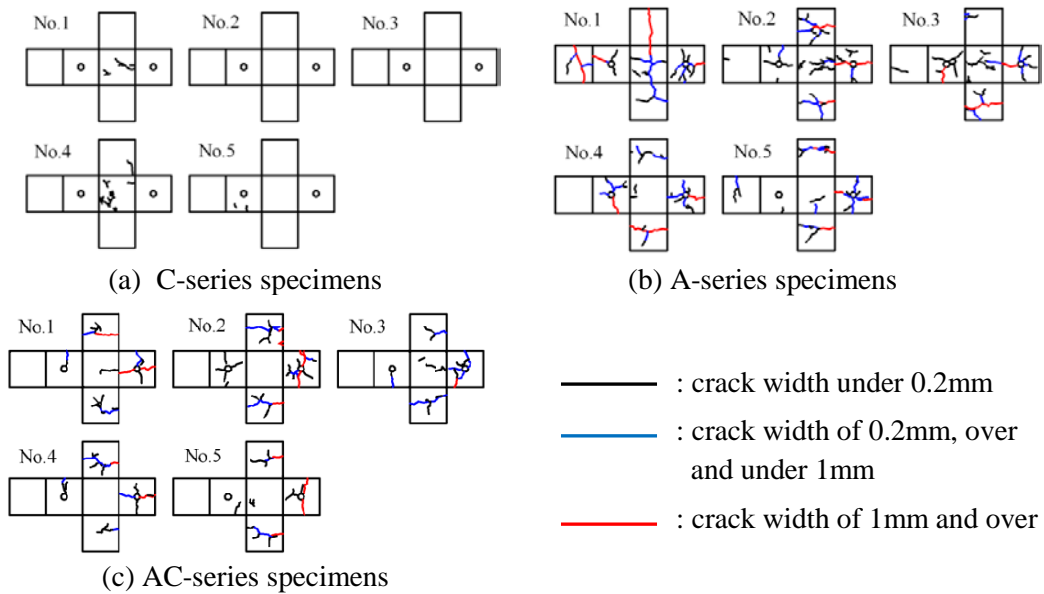 No.1
No.2
No.3
No.4
No.5
(a) C-series specimens
No.1
No.2
No.3
No.4
No.5
(b) A-series specimens
No.1
No.2
No.3
No.4
No.5
(c) AC-series specimens
: crack width under 0.2mm
: crack width of 0.2mm, over
and under 1mm
: crack width of 1mm and over